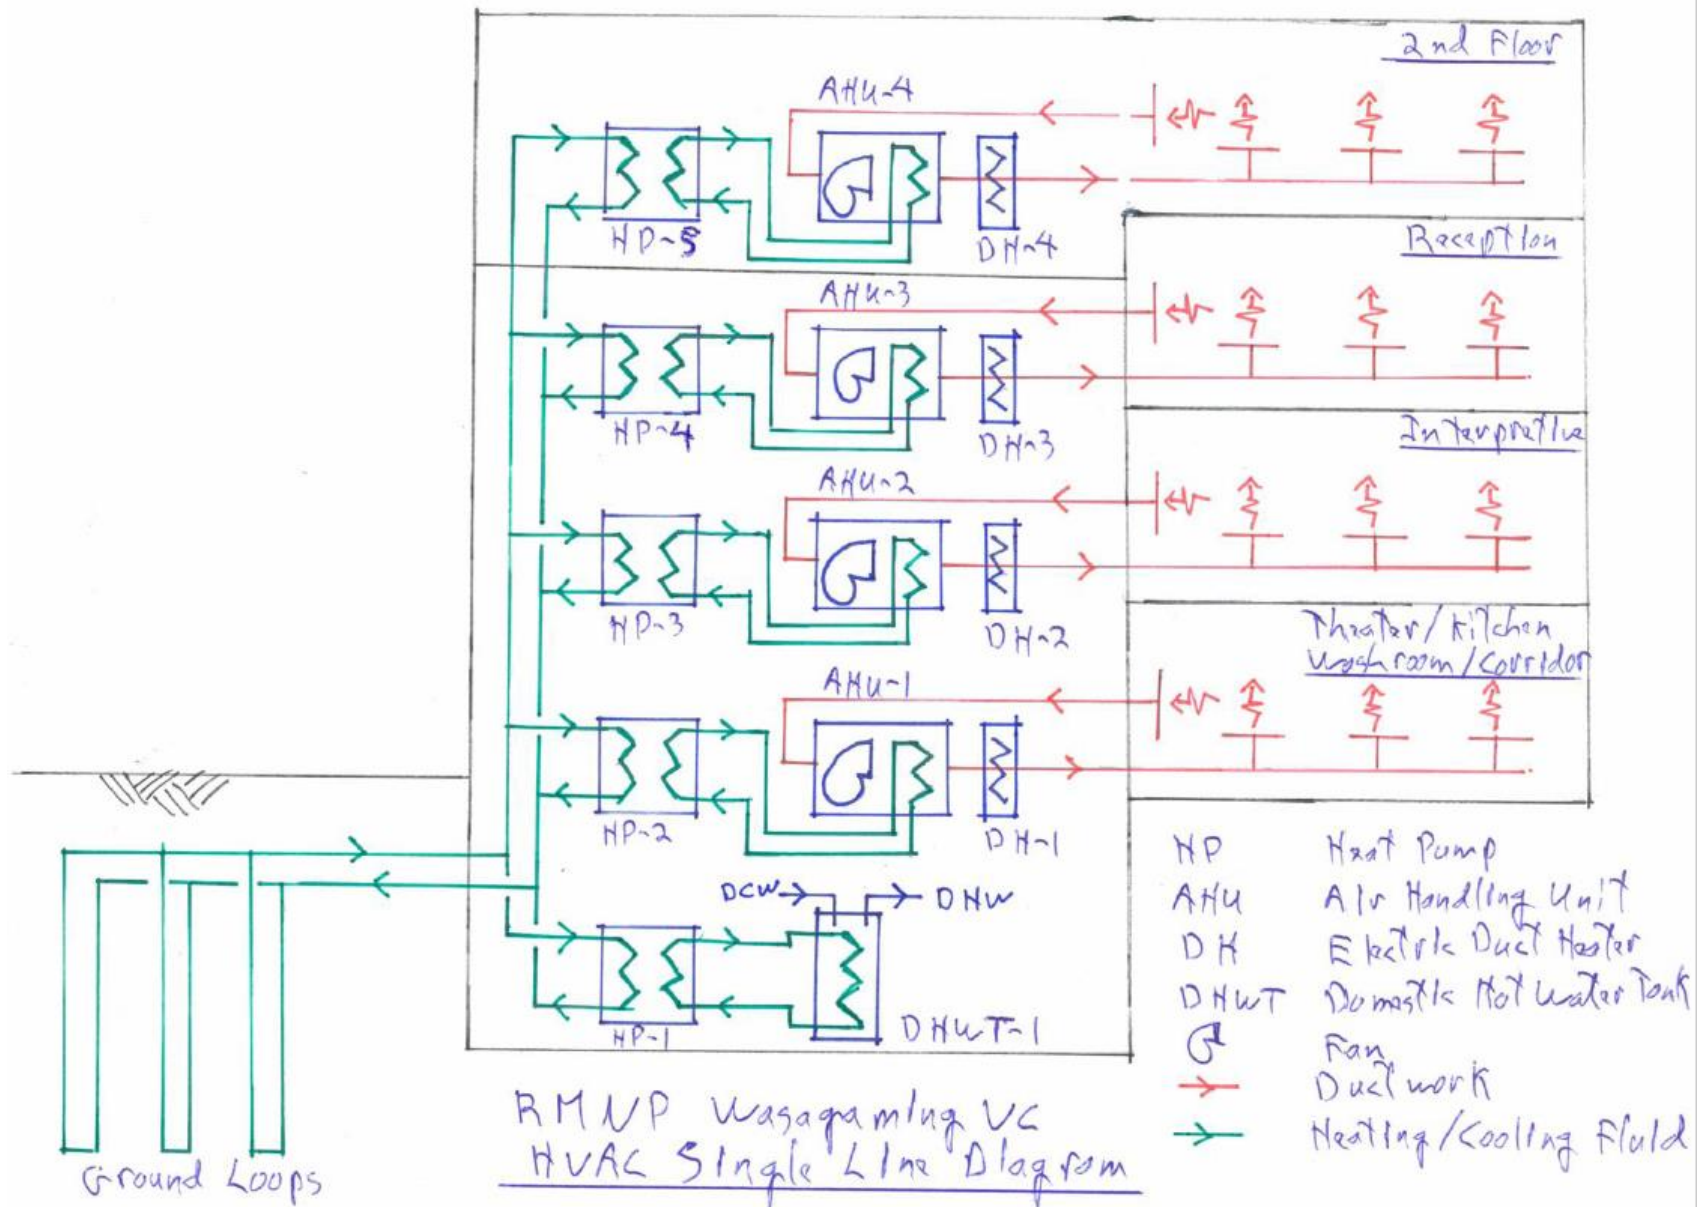 2nd Floor
AHU-4
HP-5
DH-4
Reception
AHU-3
HP-4
DH-3
Interpretive
AHU-2
HP-3
DH-2
Theater/Kitchen
Washroom/Corridor
AHU-1
HP-2
DH-1
DCW
DHW
HP-1
DHWT-1
HP Heat Pump
AHU Air Handling Unit
DH Electric Duct Heater
DHWT Domestic Hot Water Tank
Fan
Ductwork
Heating/Cooling Fluid
Ground Loops
RMNP Wasagaming VC
HVAC Single Line Diagram